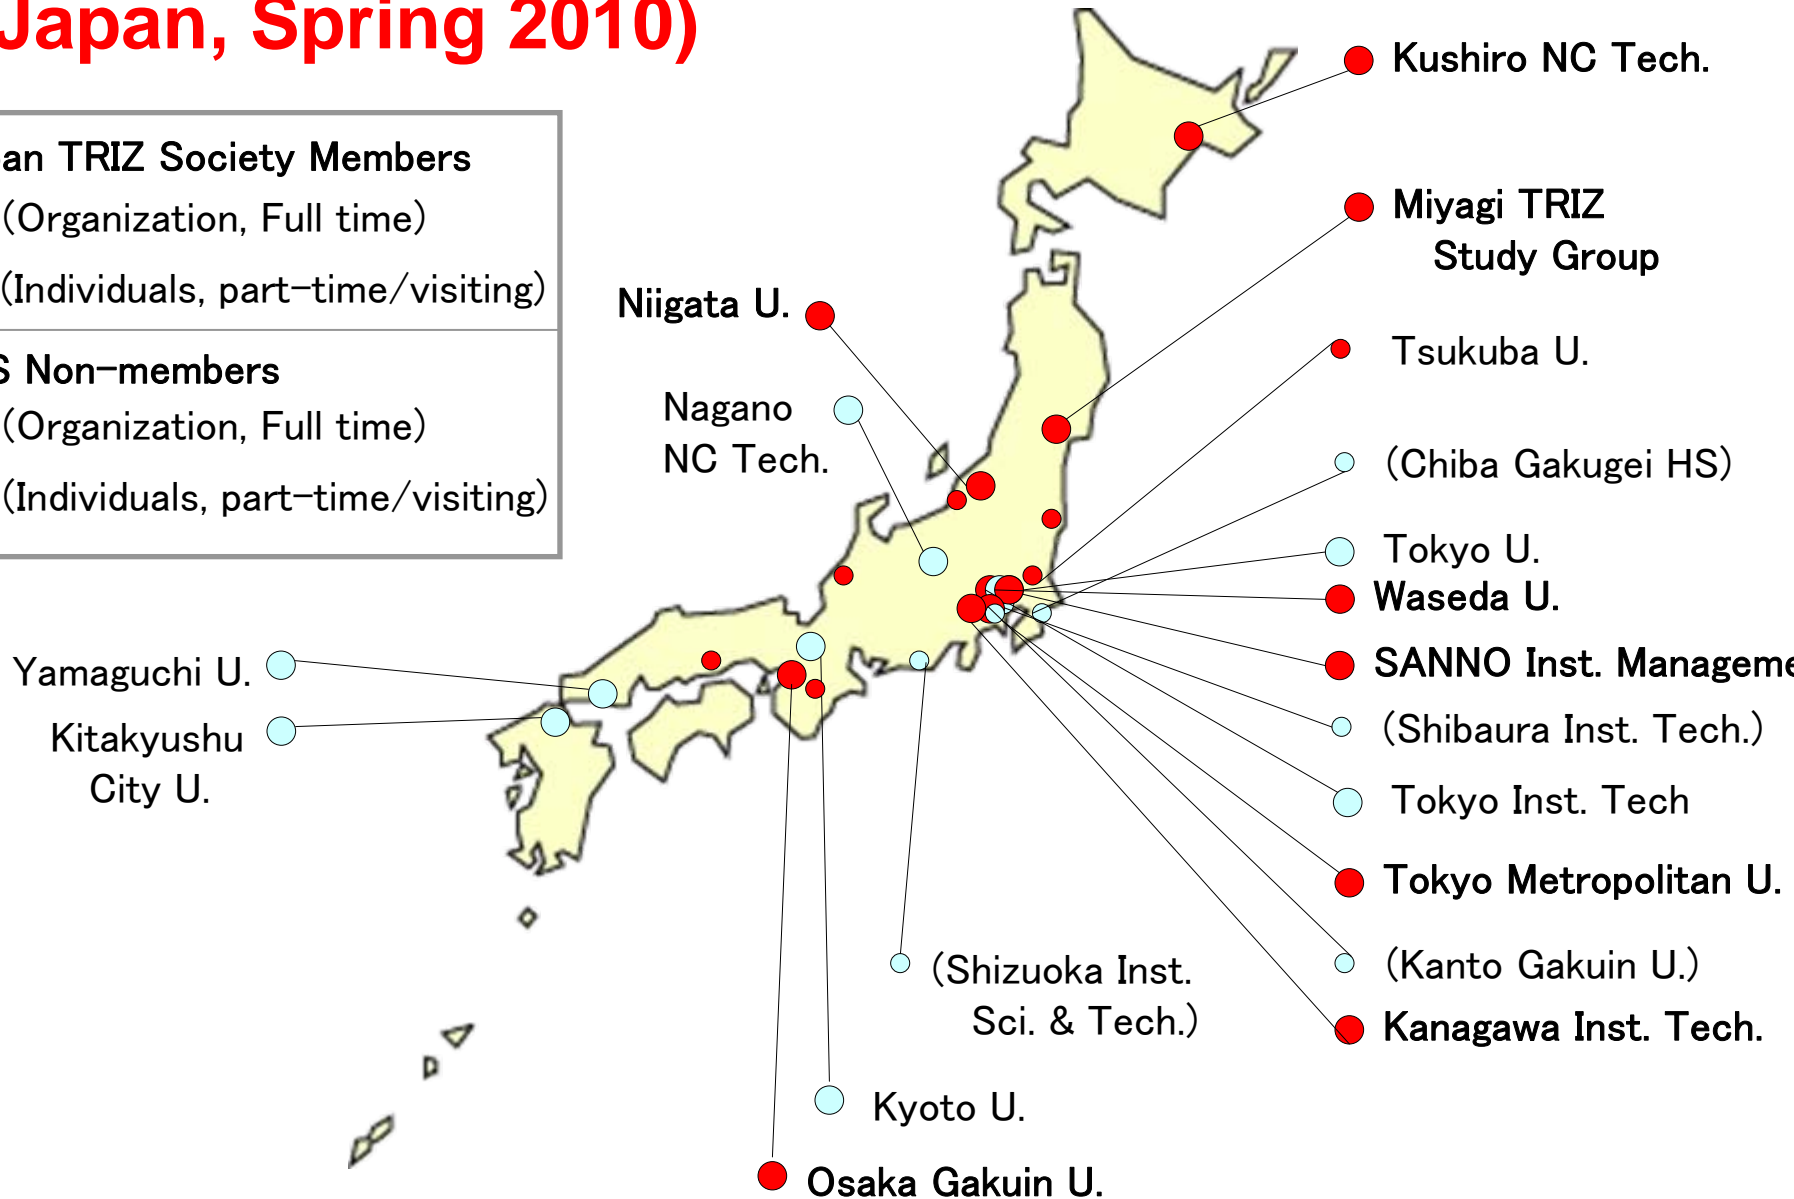 Japan, Spring 2010)
an TRIZ Society Members
(Organization, Full time)
(Individuals, part-time/visiting)
S Non-members
(Organization, Full time)
(Individuals, part-time/visiting)
Kushiro NC Tech.
Miyagi TRIZ
Study Group
Niigata U.
Tsukuba U.
Nagano
NC Tech.
(Chiba Gakugei HS)
Tokyo U.
Waseda U.
SANNO Inst. Manageme
Yamaguchi U.
(Shibaura Inst. Tech.)
Kitakyushu
City U.
Tokyo Inst. Tech
Tokyo Metropolitan U.
(Kanto Gakuin U.)
(Shizuoka Inst.
Sci. & Tech.)
Kanagawa Inst. Tech.
Kyoto U.
Osaka Gakuin U.